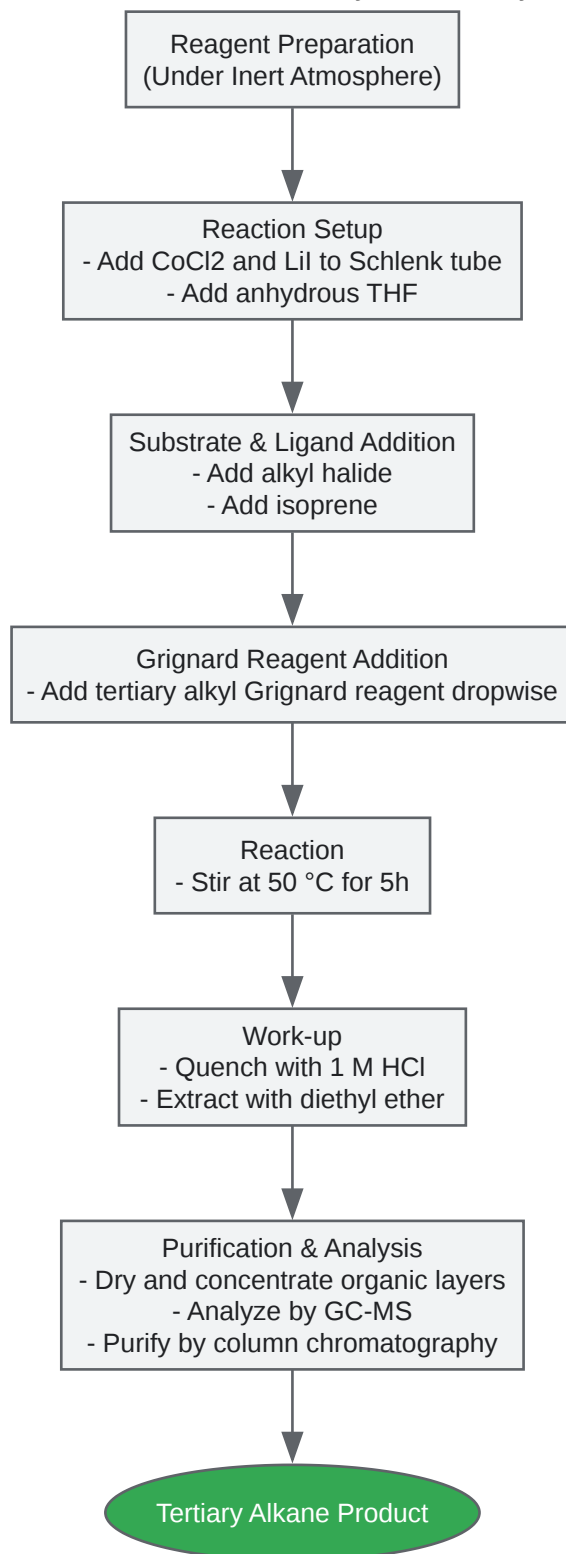 Reagent Preparation
(Under Inert Atmosphere)
Reaction Setup
- Add CoCl2 and LiI to Schlenk tube
- Add anhydrous THF
Substrate & Ligand Addition
- Add alkyl halide
- Add isoprene
Grignard Reagent Addition
- Add tertiary alkyl Grignard reagent dropwise
Reaction
- Stir at 50 °C for 5h
Work-up
- Quench with 1 M HCl
- Extract with diethyl ether
Purification & Analysis
- Dry and concentrate organic layers
- Analyze by GC-MS
- Purify by column chromatography
Tertiary Alkane Product